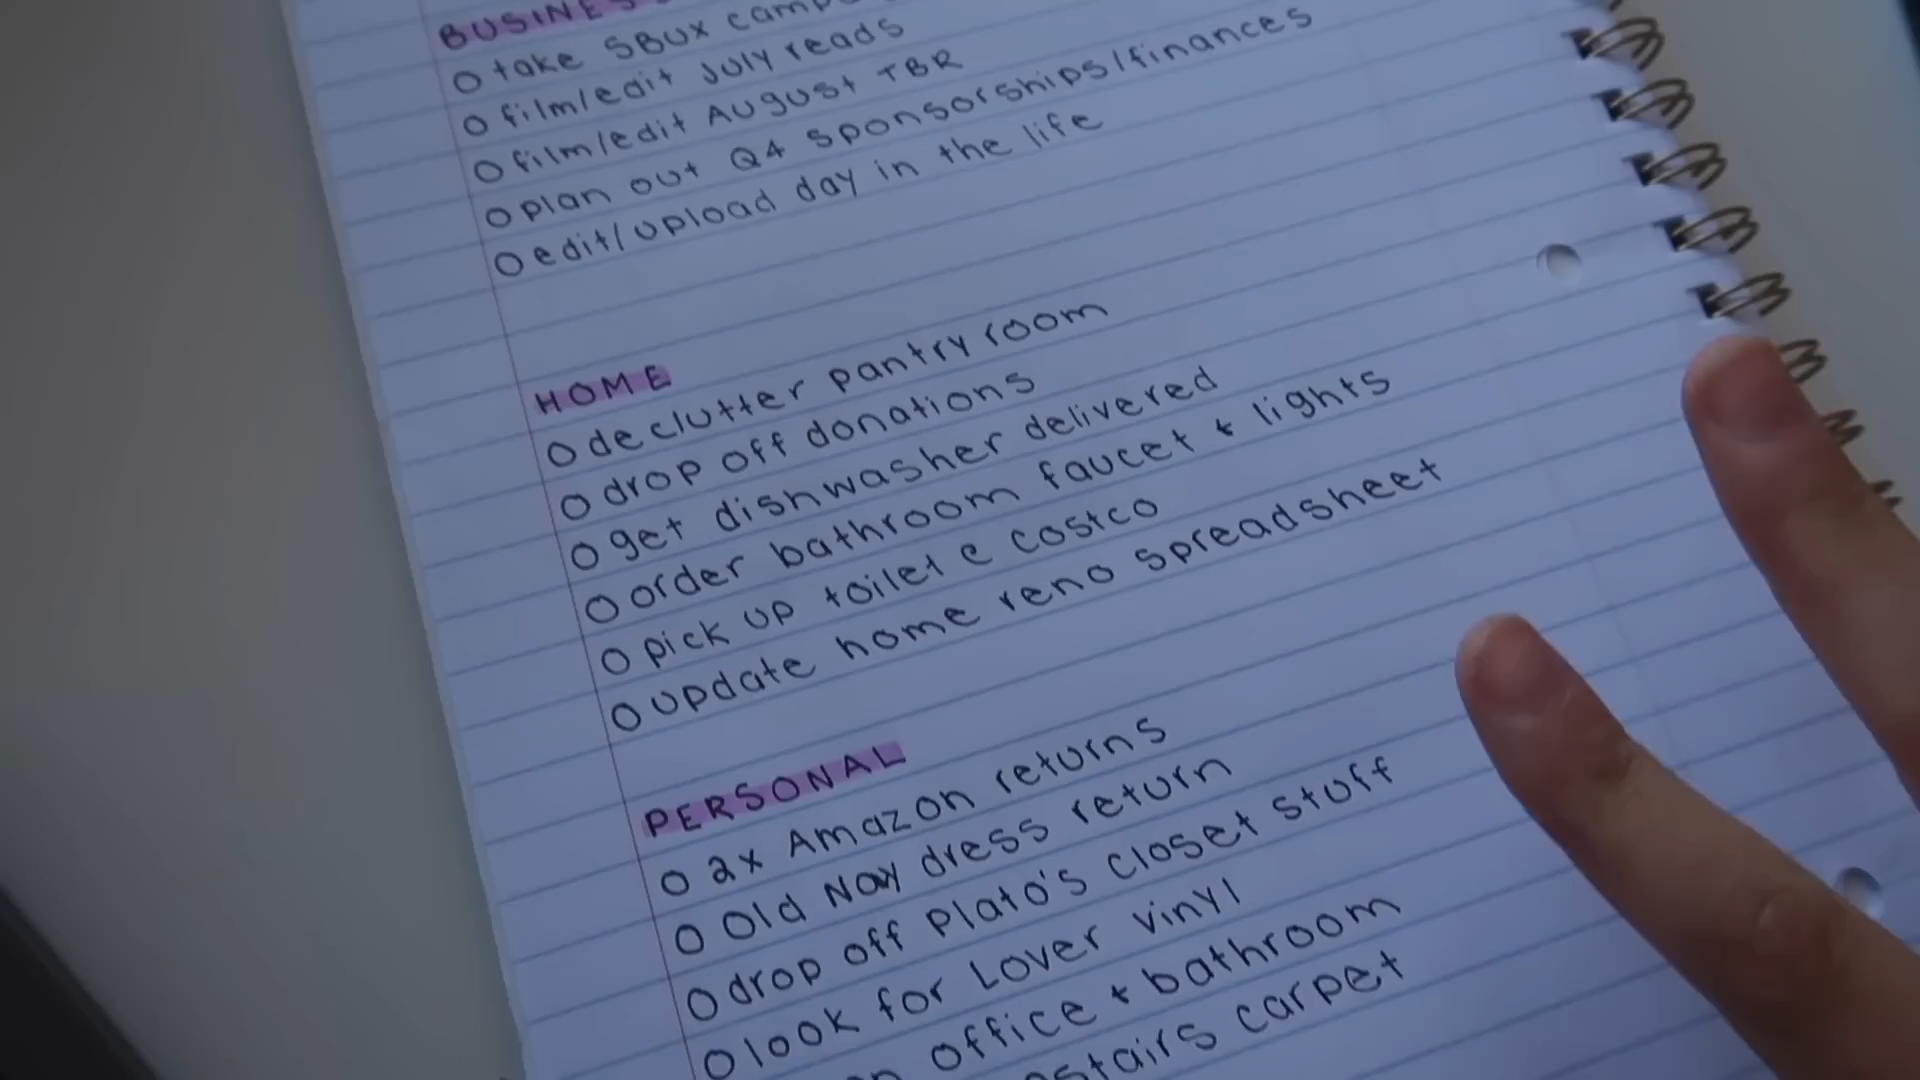 BUSINES
O take SBUX camp
O film/edit July reads
O film/edit August TBR
O plan out Q4 sponsorships/finances
O edit/upload day in the life
HOME
O declutter pantry room
O drop off donations
O get dishwasher delivered
O order bathroom faucet + lights
O pick up toilet @ costco
O update home reno spreadsheet
PERSONAL
O 2x Amazon returns
O Old Navy dress return
O drop off Plato's closet stuff
O look for Lover vinyl
office + bathroom
stairs carpet